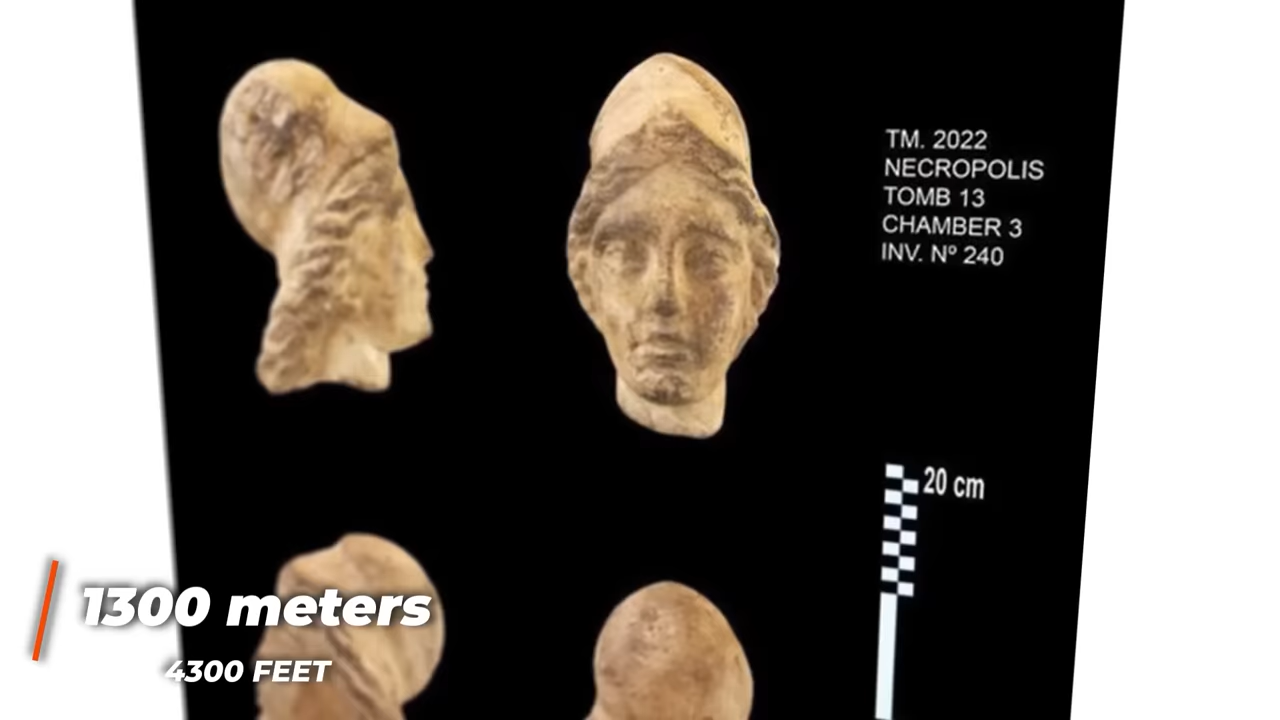 TM. 2022
NECROPOLIS
TOMB 13
CHAMBER 3
INV. Nº 240
20 cm
1300 meters
4300 FEET